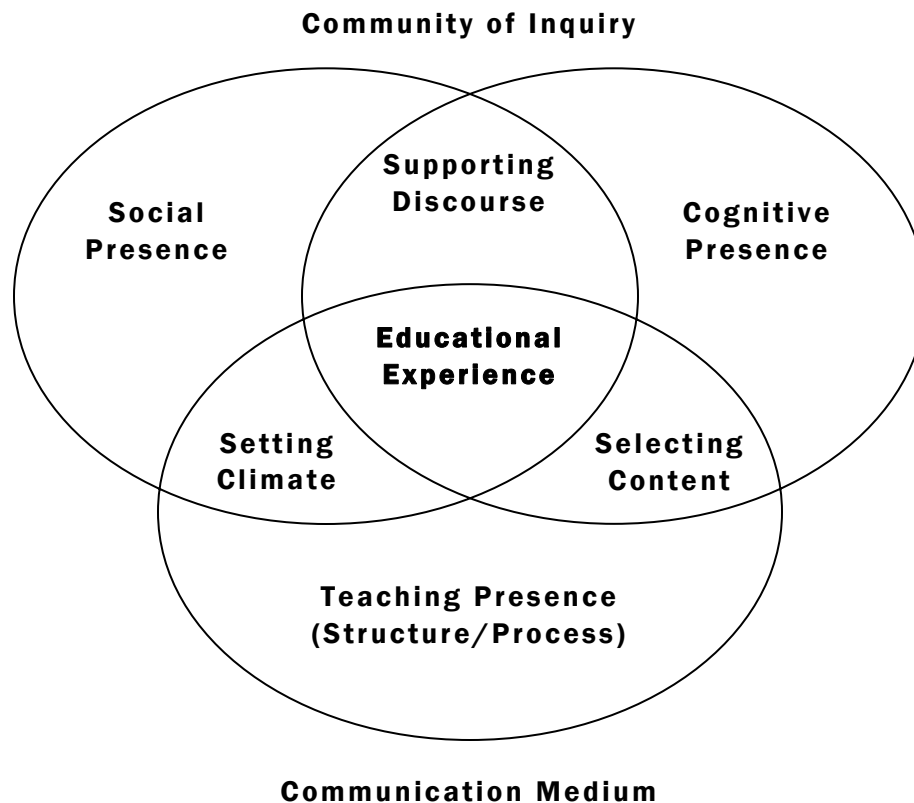 Community of Inquiry
Supporting
Discourse
Social
Presence
Cognitive
Presence
Educational
Experience
Setting
Climate
Selecting
Content
Teaching Presence
(Structure/Process)
Communication Medium